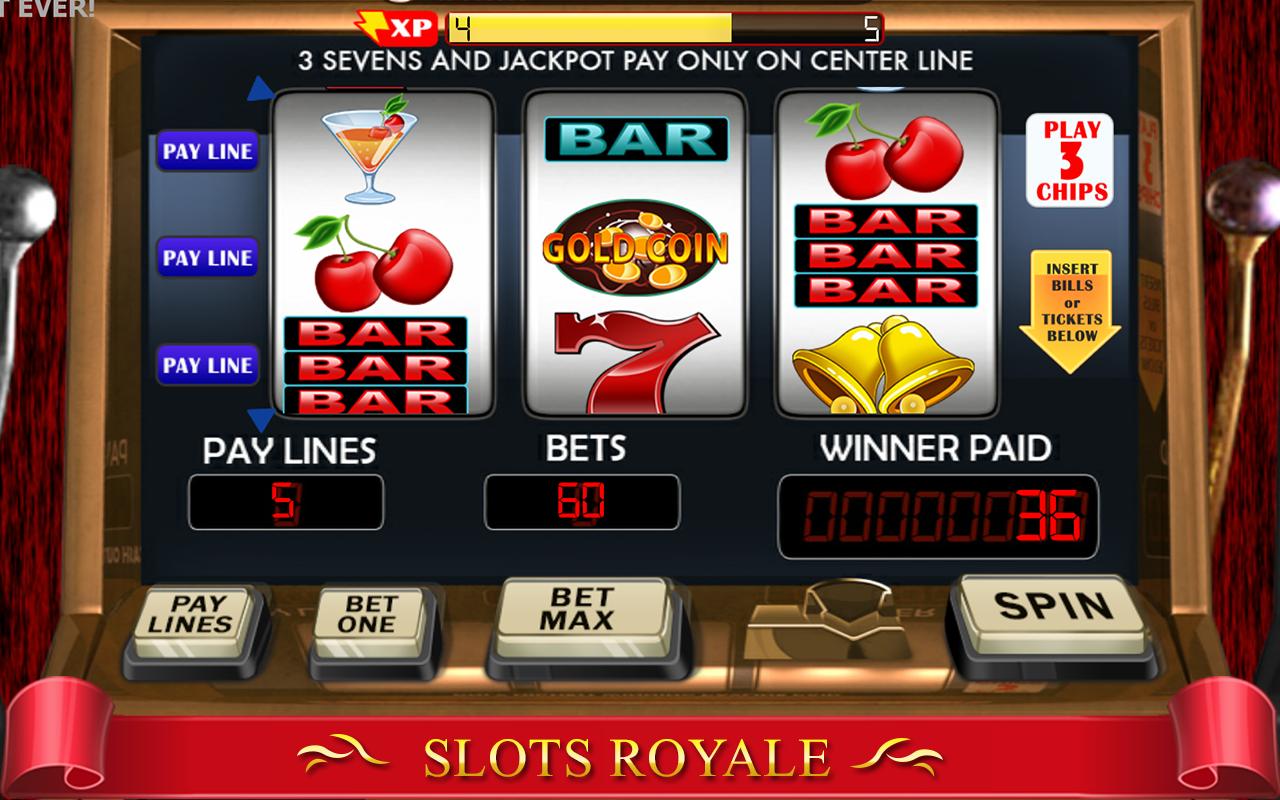 T EVER!
XP 4 5
3 SEVENS AND JACKPOT PAY ONLY ON CENTER LINE
PAY LINE
PAY LINE
PAY LINE
BAR
GOLD COIN
7
BAR
BAR
BAR
BAR
BAR
BAR
PLAY
3
CHIPS
INSERT
BILLS
or
TICKETS
BELOW
PAY LINES
BETS
WINNER PAID
5
60
36
PAY
LINES
BET
ONE
BET
MAX
SPIN
SLOTS ROYALE